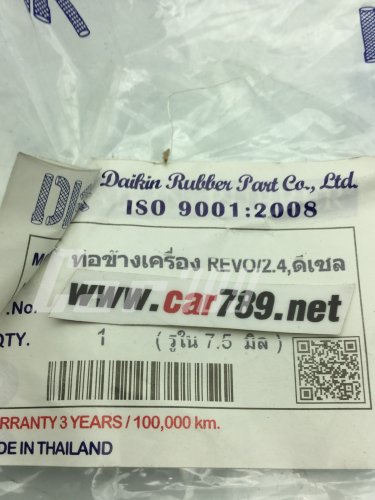 DK Daikin Rubber Part Co., Ltd.
ISO 9001:2008
ท่อข้างเครื่อง REVO/2.4,ดีเซล
www.car789.net
.No.
QTY. 1 ( รูใน 7.5 มิล )
RRANTY 3 YEARS / 100,000 km.
DE IN THAILAND